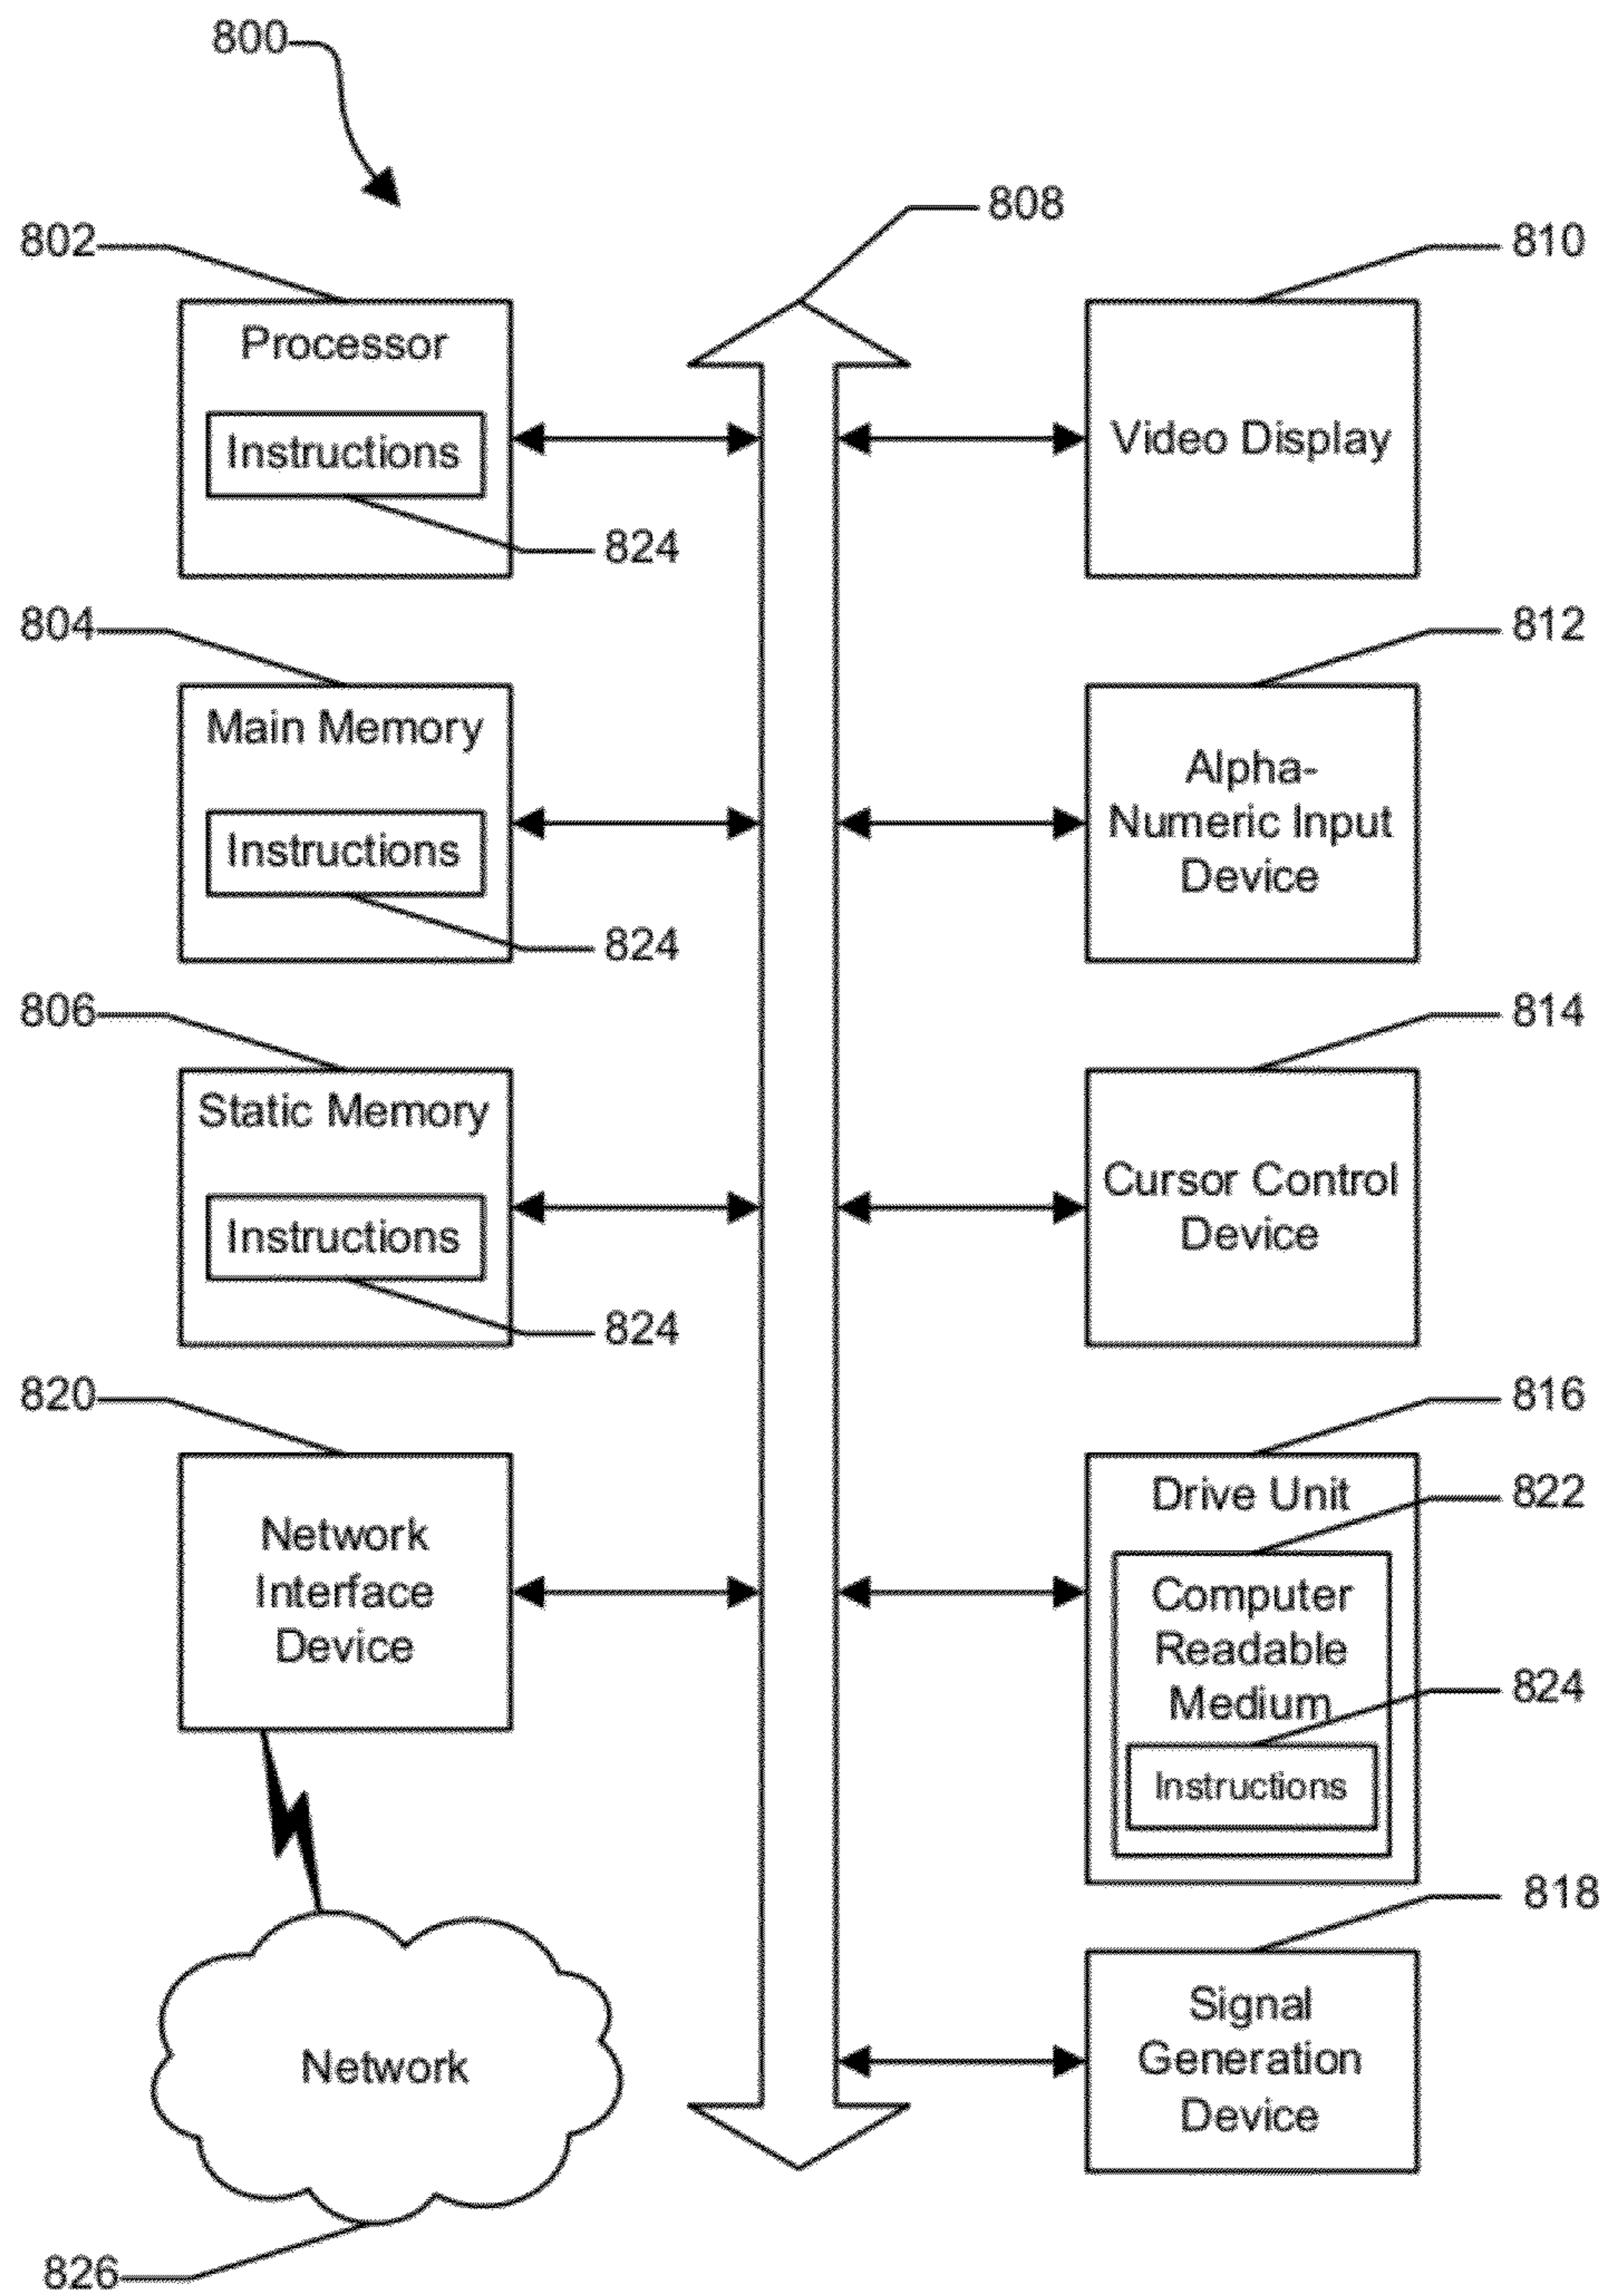 800
808
802
Processor
Instructions
824
810
Video Display
804
Main Memory
Instructions
824
812
Alpha-
Numeric Input
Device
806
Static Memory
Instructions
824
814
Cursor Control
Device
820
Network
Interface
Device
816
Drive Unit
822
Computer
Readable
Medium
824
Instructions
818
Signal
Generation
Device
Network
826